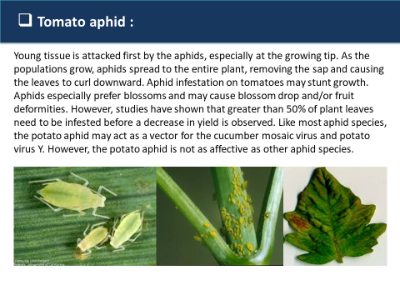 ❑ Tomato aphid :
Young tissue is attacked first by the aphids, especially at the growing tip. As the
populations grow, aphids spread to the entire plant, removing the sap and causing
the leaves to curl downward. Aphid infestation on tomatoes may stunt growth.
Aphids especially prefer blossoms and may cause blossom drop and/or fruit
deformities. However, studies have shown that greater than 50% of plant leaves
need to be infested before a decrease in yield is observed. Like most aphid species,
the potato aphid may act as a vector for the cucumber mosaic virus and potato
virus Y. However, the potato aphid is not as affective as other aphid species.